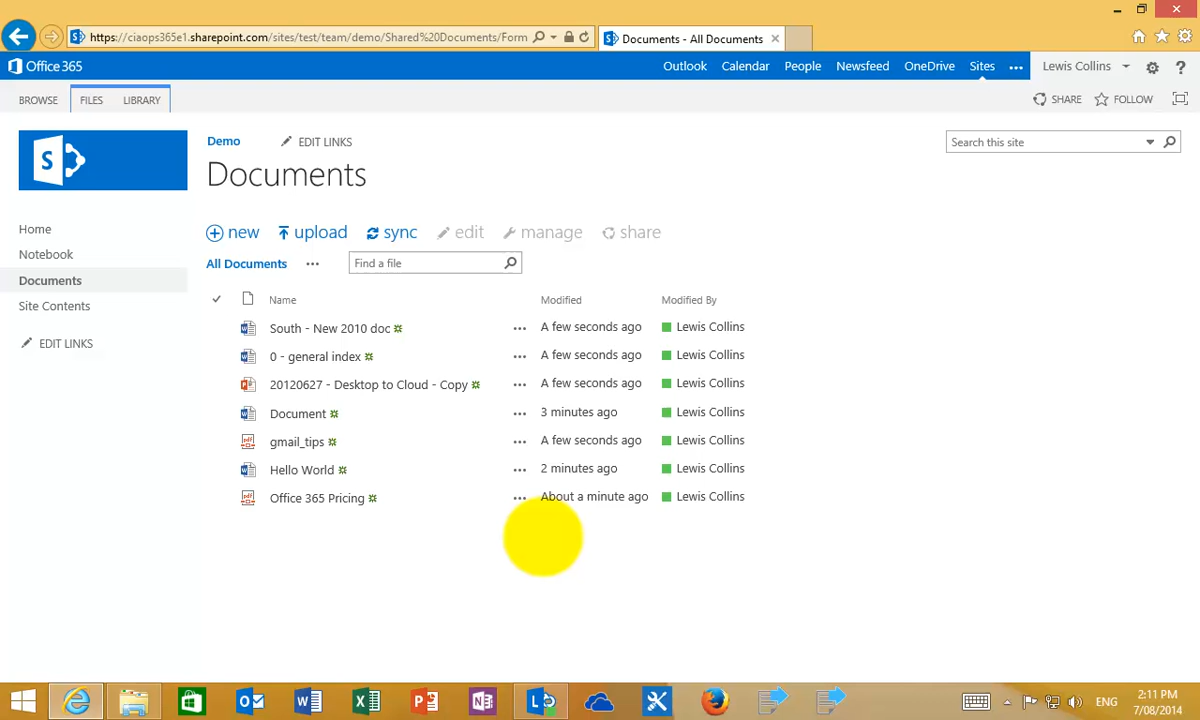 https://ciaops365e1.sharepoint.com/sites/test/team/demo/Shared%20Documents/Form
Documents - All Documents
Office 365
Outlook
Calendar
People
Newsfeed
OneDrive
Sites
Lewis Collins
?
BROWSE
FILES
LIBRARY
SHARE
FOLLOW
S
Demo
EDIT LINKS
Search this site
Documents
Home
Notebook
Documents
Site Contents
EDIT LINKS
new
upload
sync
edit
manage
share
All Documents
Find a file
Name Modified Modified By
South - New 2010 doc A few seconds ago Lewis Collins
0 - general index A few seconds ago Lewis Collins
20120627 - Desktop to Cloud - Copy A few seconds ago Lewis Collins
Document 3 minutes ago Lewis Collins
gmail_tips A few seconds ago Lewis Collins
Hello World 2 minutes ago Lewis Collins
Office 365 Pricing About a minute ago Lewis Collins
ENG
2:11 PM
7/08/2014